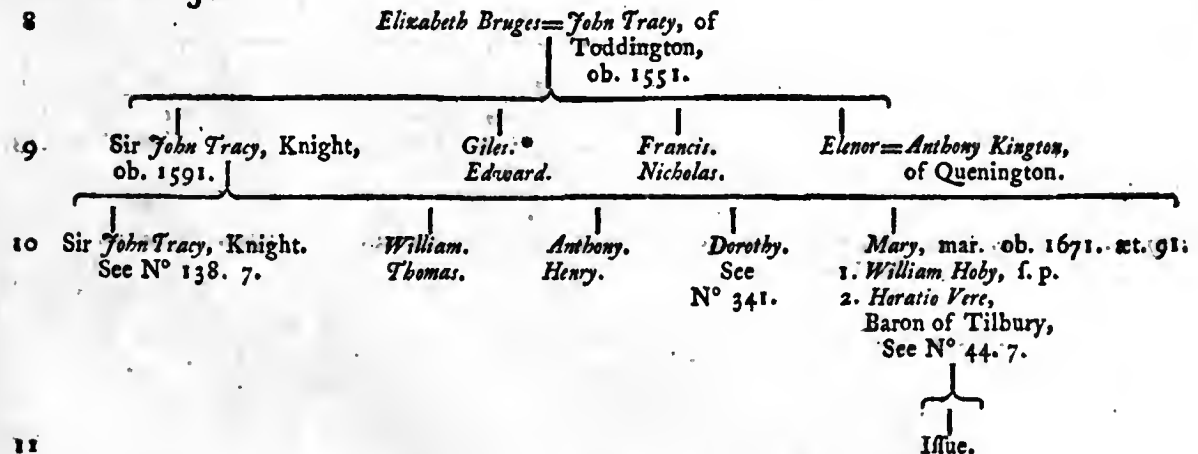 8 Elizabeth Bruges=John Tracy, of
Toddington,
ob. 1551.
9 Sir John Tracy, Knight, Giles.* Francis. Elenor=Anthony Kington,
ob. 1591. Edward. Nicholas. of Quenington.
10 Sir John Tracy, Knight. William. Anthony. Dorothy. Mary, mar. ob. 1671. æt. 91.
See N° 138. 7. Thomas. Henry. See 1. William Hoby, ſ. p.
N° 341. 2. Horatio Vere,
Baron of Tilbury,
See N° 44. 7.
11 Iſſue.